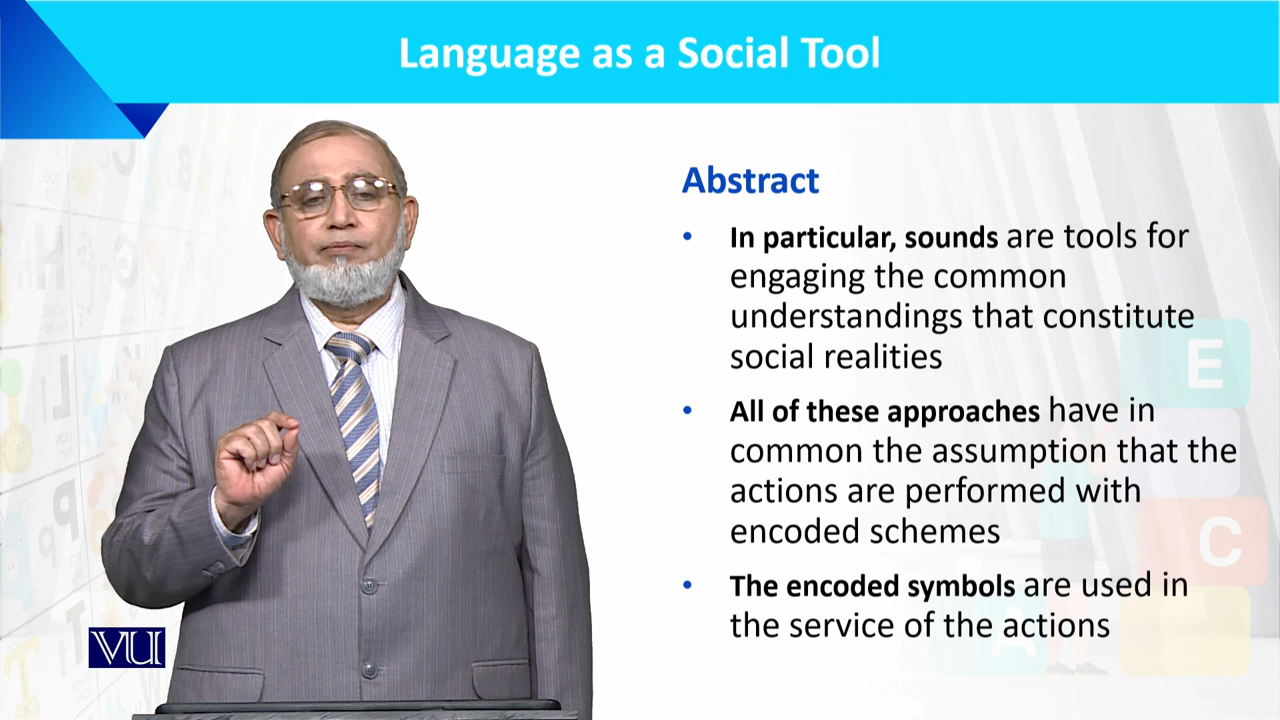 Language as a Social Tool
Abstract
• In particular, sounds are tools for
engaging the common
understandings that constitute
social realities
• All of these approaches have in
common the assumption that the
actions are performed with
encoded schemes
• The encoded symbols are used in
the service of the actions
VU
E
C
A